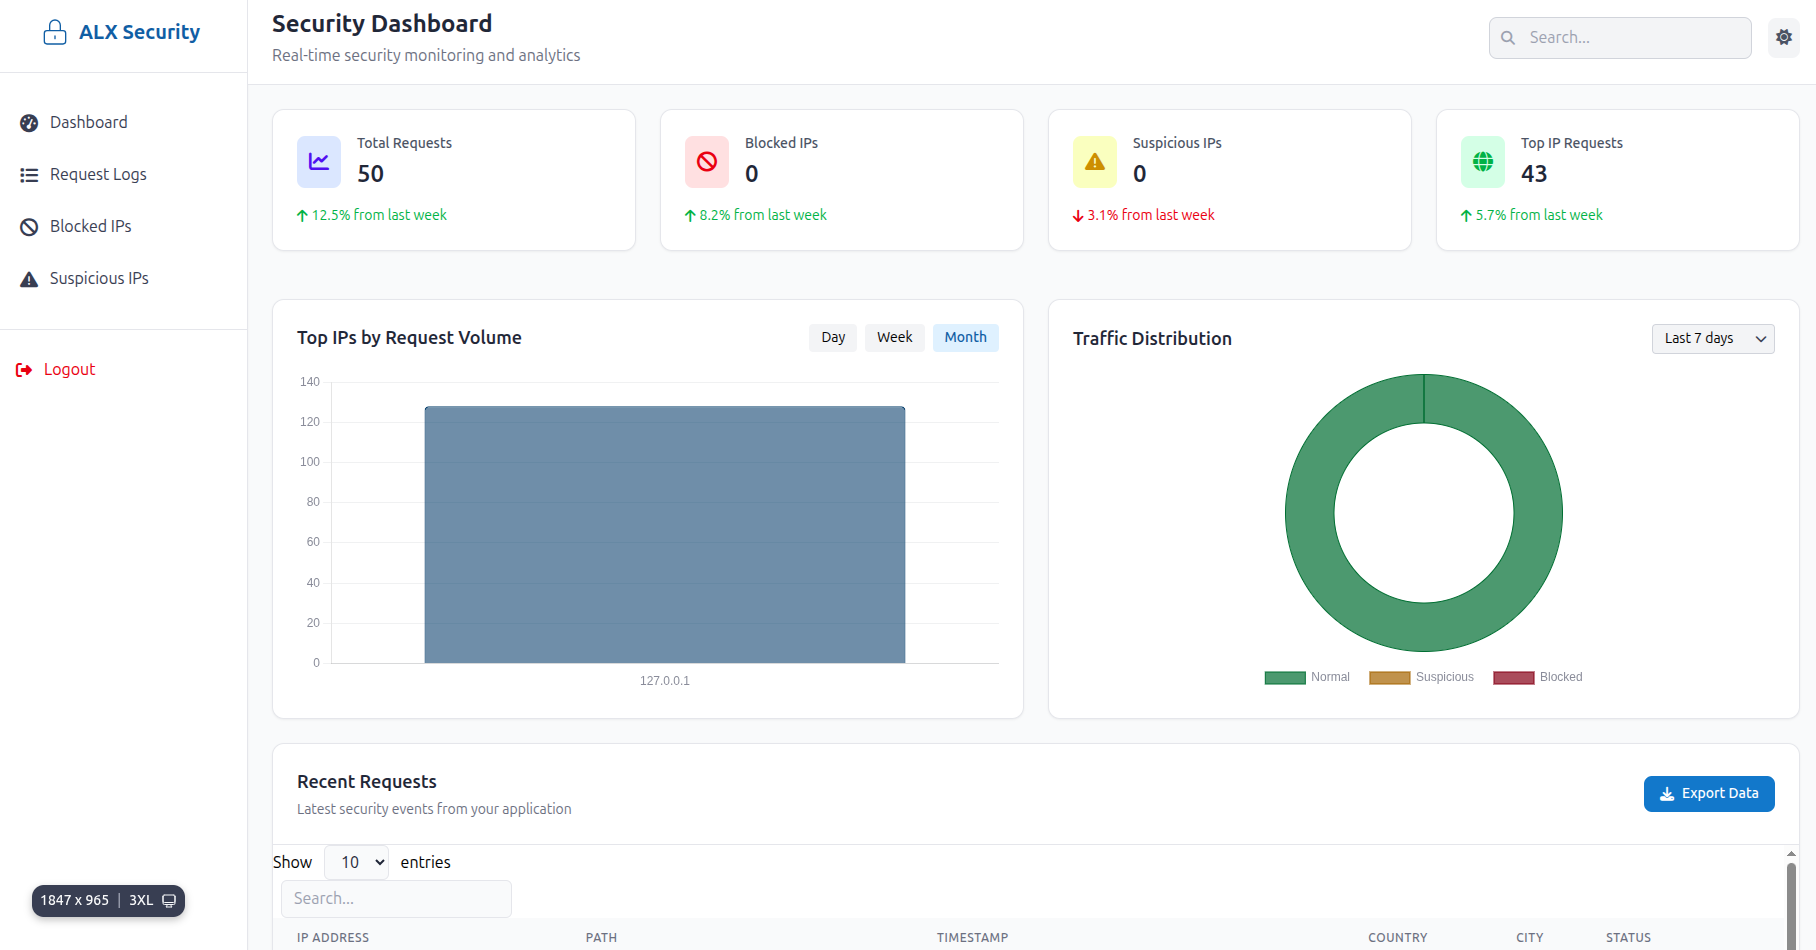 ALX Security
Dashboard
Request Logs
Blocked IPs
Suspicious IPs
Logout
Security Dashboard
Real-time security monitoring and analytics
Search...
Total Requests
50
12.5% from last week
Blocked IPs
0
8.2% from last week
Suspicious IPs
0
3.1% from last week
Top IP Requests
43
5.7% from last week
Top IPs by Request Volume
Day Week Month
140
120
100
80
60
40
20
0
127.0.0.1
Traffic Distribution
Last 7 days
Normal Suspicious Blocked
Recent Requests
Latest security events from your application
Export Data
Show 10 entries
Search...
IP ADDRESS PATH TIMESTAMP COUNTRY CITY STATUS
1847 x 965 | 3XL